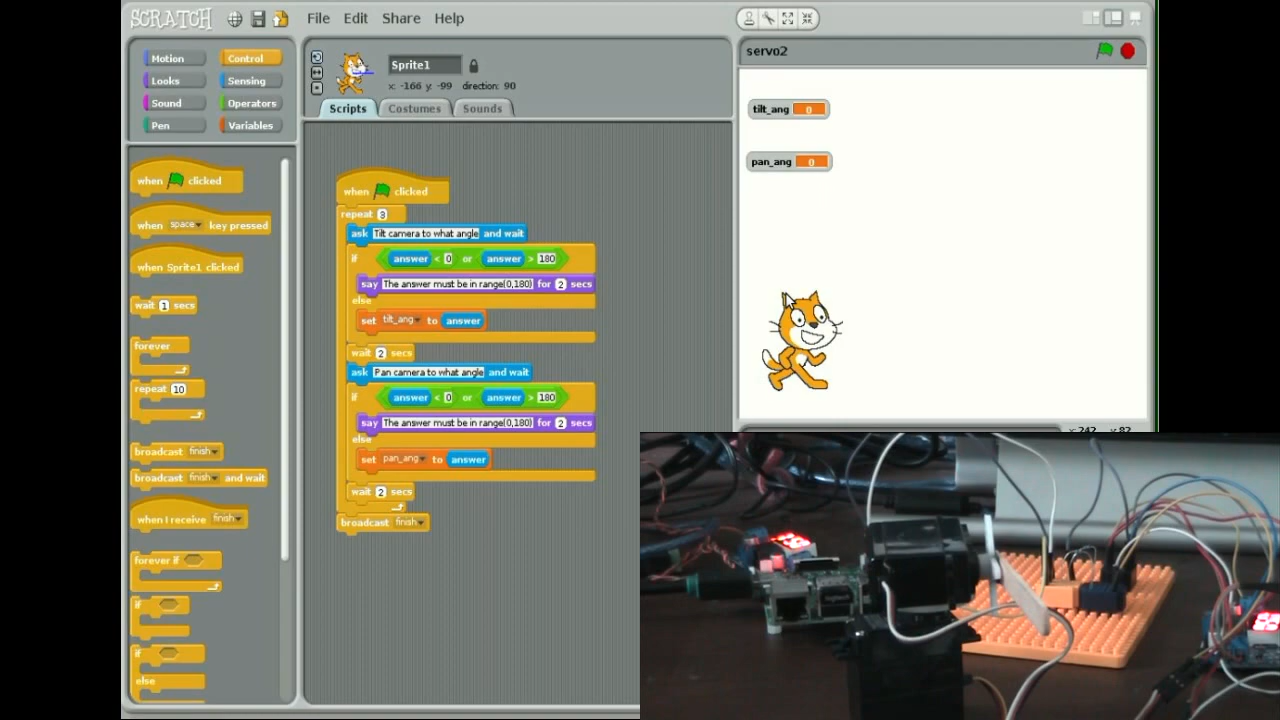 SCRATCH File Edit Share Help
Motion Control
Looks Sensing
Sound Operators
Pen Variables
when clicked
when space key pressed
when Sprite1 clicked
wait 1 secs
forever
repeat 10
broadcast finish
broadcast finish and wait
when I receive finish
forever if
if
if
else
Sprite1
x: -166 y: -99 direction: 90
Scripts Costumes Sounds
when clicked
repeat 3
ask Tilt camera to what angle and wait
if answer < 0 or answer > 180
say The answer must be in range(0,180) for 2 secs
else
set tilt_ang to answer
wait 2 secs
ask Pan camera to what angle and wait
if answer < 0 or answer > 180
say The answer must be in range(0,180) for 2 secs
else
set pan_ang to answer
wait 2 secs
broadcast finish
servo2
tilt_ang 0
pan_ang 0
x: 242 y: 82